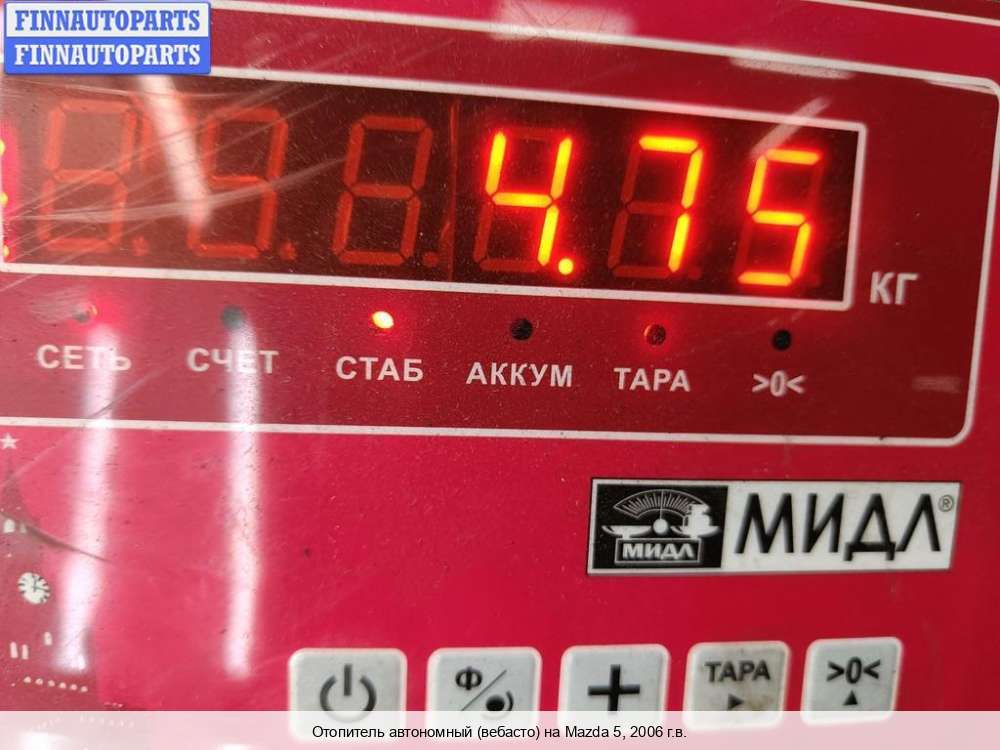 FINNAUTOPARTS
FINNAUTOPARTS
4.75
КГ
СЕТЬ СЧЕТ СТАБ АККУМ ТАРА >0<
МИДЛ МИДЛ®
Ф ТАРА >0<
Отопитель автономный (вебасто) на Mazda 5, 2006 г.в.